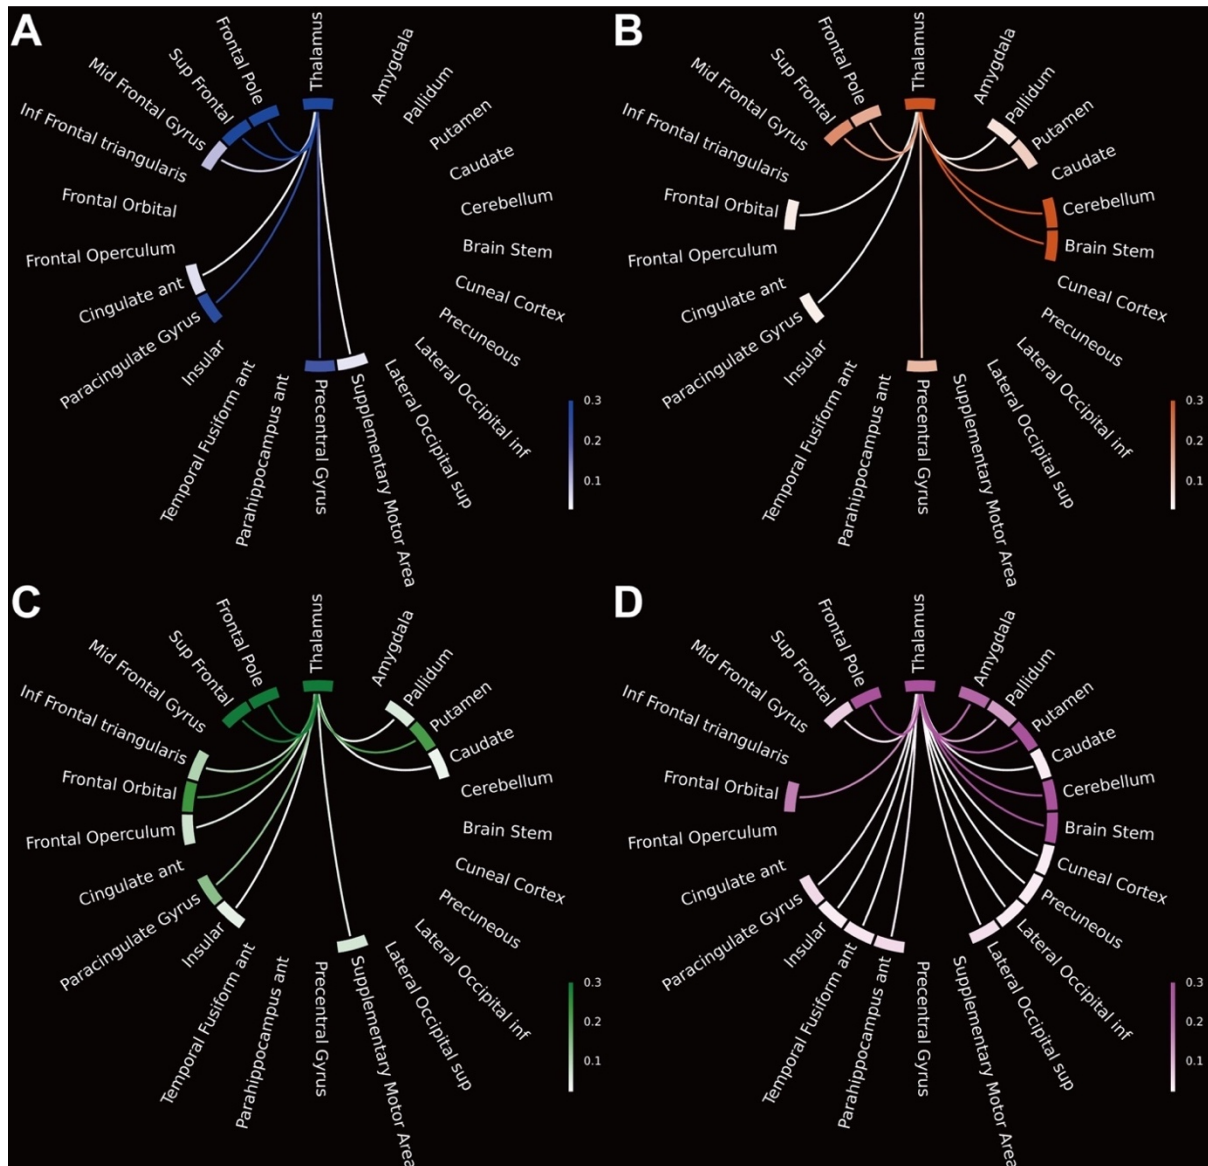 A
Thalamus
Amygdala
Pallidum
Putamen
Caudate
Cerebellum
Brain Stem
Cuneal Cortex
Precuneous
Lateral Occipital inf
Lateral Occipital sup
Supplementary Motor Area
Precentral Gyrus
Parahippocampus ant
Temporal Fusiform ant
Insular
Paracingulate Gyrus
Cingulate ant
Frontal Operculum
Frontal Orbital
Inf Frontal triangularis
Mid Frontal Gyrus
Sup Frontal
Frontal Pole
0.3
0.2
0.1
B
Thalamus
Amygdala
Pallidum
Putamen
Caudate
Cerebellum
Brain Stem
Cuneal Cortex
Precuneous
Lateral Occipital inf
Lateral Occipital sup
Supplementary Motor Area
Precentral Gyrus
Parahippocampus ant
Temporal Fusiform ant
Insular
Paracingulate Gyrus
Cingulate ant
Frontal Operculum
Frontal Orbital
Inf Frontal triangularis
Mid Frontal Gyrus
Sup Frontal
Frontal Pole
0.3
0.2
0.1
C
Thalamus
Amygdala
Pallidum
Putamen
Caudate
Cerebellum
Brain Stem
Cuneal Cortex
Precuneous
Lateral Occipital inf
Lateral Occipital sup
Supplementary Motor Area
Precentral Gyrus
Parahippocampus ant
Temporal Fusiform ant
Insular
Paracingulate Gyrus
Cingulate ant
Frontal Operculum
Frontal Orbital
Inf Frontal triangularis
Mid Frontal Gyrus
Sup Frontal
Frontal Pole
0.3
0.2
0.1
D
Thalamus
Amygdala
Pallidum
Putamen
Caudate
Cerebellum
Brain Stem
Cuneal Cortex
Precuneous
Lateral Occipital inf
Lateral Occipital sup
Supplementary Motor Area
Precentral Gyrus
Parahippocampus ant
Temporal Fusiform ant
Insular
Paracingulate Gyrus
Cingulate ant
Frontal Operculum
Frontal Orbital
Inf Frontal triangularis
Mid Frontal Gyrus
Sup Frontal
Frontal Pole
0.3
0.2
0.1